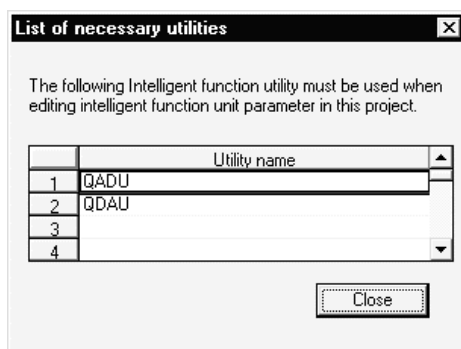 List of necessary utilities
The following Intelligent function utility must be used when
editing intelligent function unit parameter in this project.
Utility name
1 QADU
2 QDAU
3
4
Close